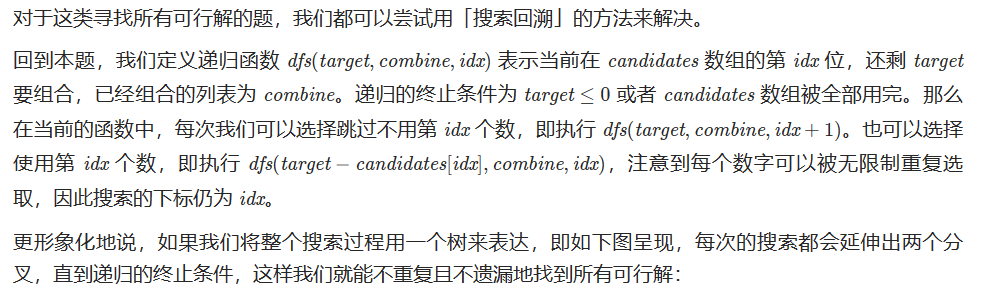 对于这类寻找所有可行解的题，我们都可以尝试用「搜索回溯」的方法来解决。
回到本题，我们定义递归函数 dfs(target, combine, idx) 表示当前在 candidates 数组的第 idx 位，还剩 target
要组合，已经组合的列表为 combine。递归的终止条件为 target ≤ 0 或者 candidates 数组被全部用完。那么
在当前的函数中，每次我们可以选择跳过不用第 idx 个数，即执行 dfs(target, combine, idx + 1)。也可以选择
使用第 idx 个数，即执行 dfs(target − candidates[idx], combine, idx)，注意到每个数字可以被无限制重复选
取，因此搜索的下标仍为 idx。
更形象化地说，如果我们将整个搜索过程用一个树来表达，即如下图呈现，每次的搜索都会延伸出两个分
叉，直到递归的终止条件，这样我们就能不重复且不遗漏地找到所有可行解：